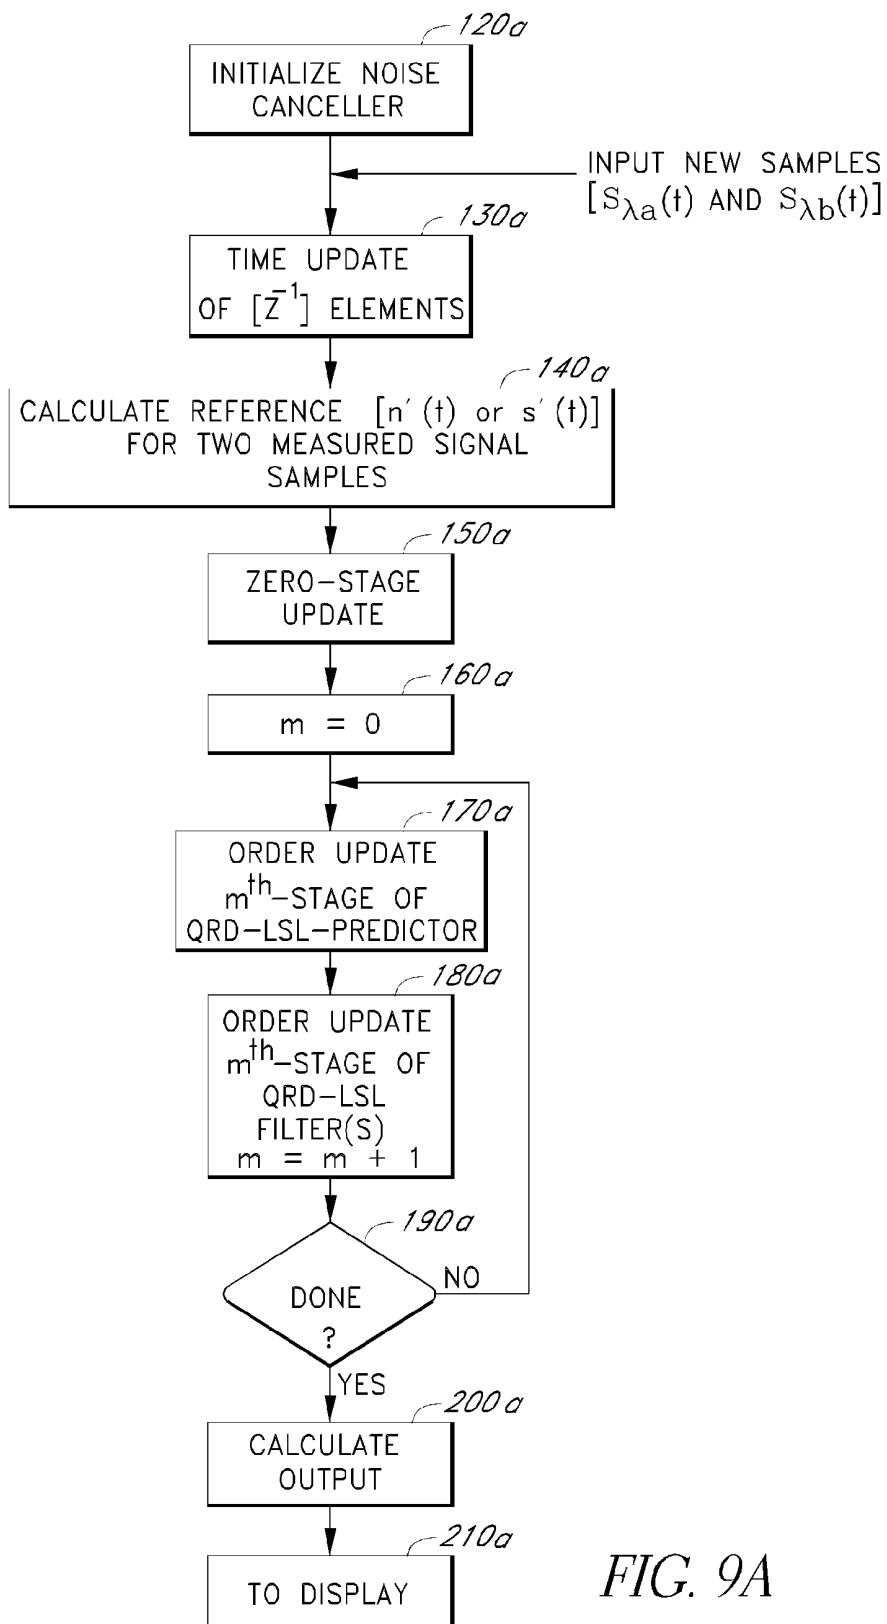 120a
INITIALIZE NOISE
CANCELLER
INPUT NEW SAMPLES
[Sλa(t) AND Sλb(t)]
130a
TIME UPDATE
OF [Z⁻¹] ELEMENTS
140a
CALCULATE REFERENCE [n'(t) or s'(t)]
FOR TWO MEASURED SIGNAL
SAMPLES
150a
ZERO-STAGE
UPDATE
160a
m = 0
170a
ORDER UPDATE
mth-STAGE OF
QRD-LSL-PREDICTOR
180a
ORDER UPDATE
mth-STAGE OF
QRD-LSL
FILTER(S)
m = m + 1
190a
DONE
?
NO
YES
200a
CALCULATE
OUTPUT
210a
TO DISPLAY
FIG. 9A